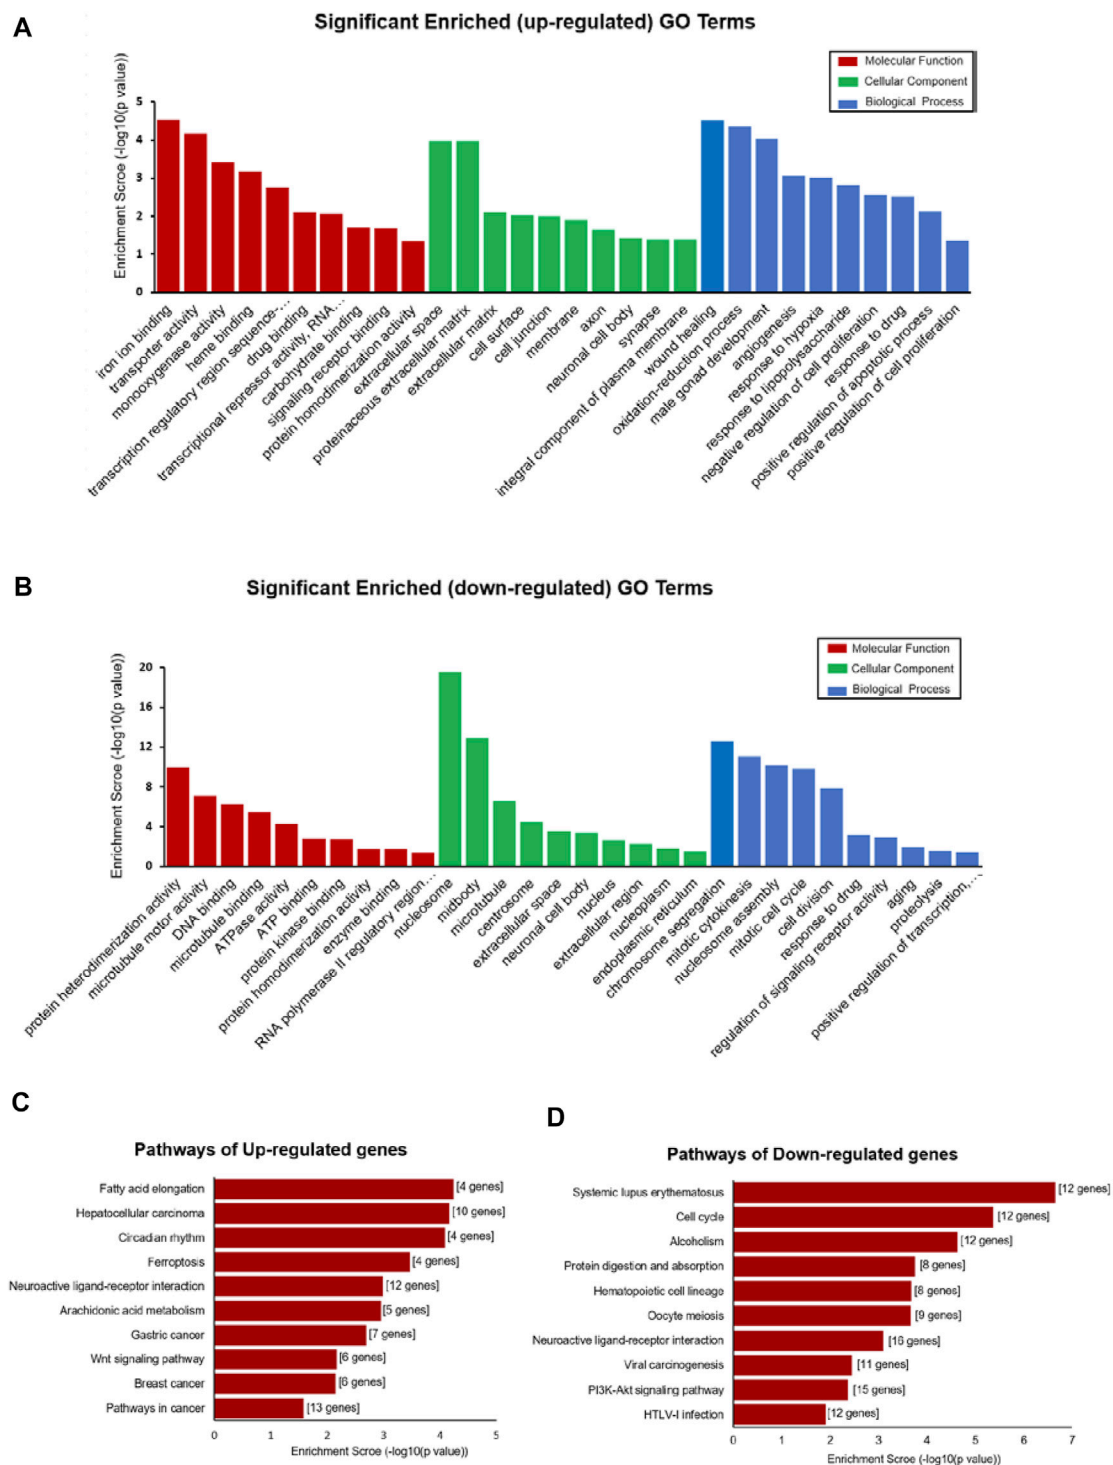 A
Significant Enriched (up-regulated) GO Terms
Molecular Function
Cellular Component
Biological Process
Enrichment Scroe (-log10(p value))
5
4
3
2
1
0
iron ion binding
transporter activity
monooxygenase activity
heme binding
transcription regulatory region sequence-...
drug binding
transcriptional repressor activity, RNA...
carbohydrate binding
signaling receptor binding
protein homodimerization activity
extracellular space
proteinaceous extracellular matrix
extracellular matrix
cell surface
cell junction
membrane
axon
neuronal cell body
synapse
integral component of plasma membrane
wound healing
oxidation-reduction process
male gonad development
angiogenesis
response to hypoxia
response to lipopolysaccharide
negative regulation of cell proliferation
response to drug
positive regulation of apoptotic process
positive regulation of cell proliferation
B
Significant Enriched (down-regulated) GO Terms
Molecular Function
Cellular Component
Biological Process
Enrichment Scroe (-log10(p value))
20
16
12
8
4
0
protein heterodimerization activity
microtubule motor activity
DNA binding
microtubule binding
ATPase activity
ATP binding
protein kinase binding
protein homodimerization activity
enzyme binding
RNA polymerase II regulatory region...
nucleosome
midbody
microtubule
centrosome
extracellular space
neuronal cell body
nucleus
extracellular region
nucleoplasm
endoplasmic reticulum
chromosome segregation
mitotic cytokinesis
nucleosome assembly
mitotic cell cycle
cell division
response to drug
regulation of signaling receptor activity
aging
proteolysis
positive regulation of transcription,...
C
Pathways of Up-regulated genes
Fatty acid elongation [4 genes]
Hepatocellular carcinoma [10 genes]
Circadian rhythm [4 genes]
Ferroptosis [4 genes]
Neuroactive ligand-receptor interaction [12 genes]
Arachidonic acid metabolism [5 genes]
Gastric cancer [7 genes]
Wnt signaling pathway [6 genes]
Breast cancer [6 genes]
Pathways in cancer [13 genes]
0 1 2 3 4 5
Enrichment Scroe (-log10(p value))
D
Pathways of Down-regulated genes
Systemic lupus erythematosus [12 genes]
Cell cycle [12 genes]
Alcoholism [12 genes]
Protein digestion and absorption [8 genes]
Hematopoietic cell lineage [8 genes]
Oocyte meiosis [9 genes]
Neuroactive ligand-receptor interaction [16 genes]
Viral carcinogenesis [11 genes]
PI3K-Akt signaling pathway [15 genes]
HTLV-I infection [12 genes]
0 1 2 3 4 5 6 7
Enrichment Scroe (-log10(p value))